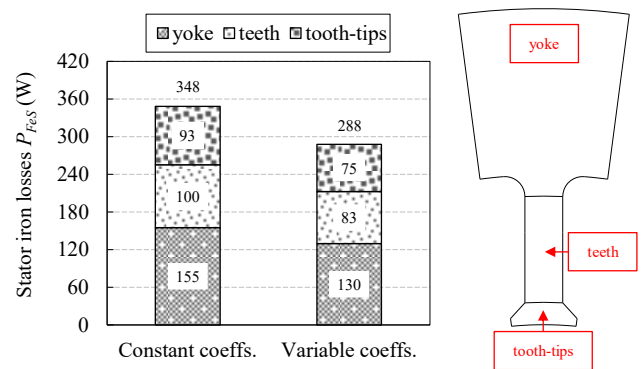 yoke teeth tooth-tips
Stator iron losses P_FeS (W)
420
360
300
240
180
120
60
0
348
93
100
155
288
75
83
130
Constant coeffs. Variable coeffs.
yoke
teeth
tooth-tips